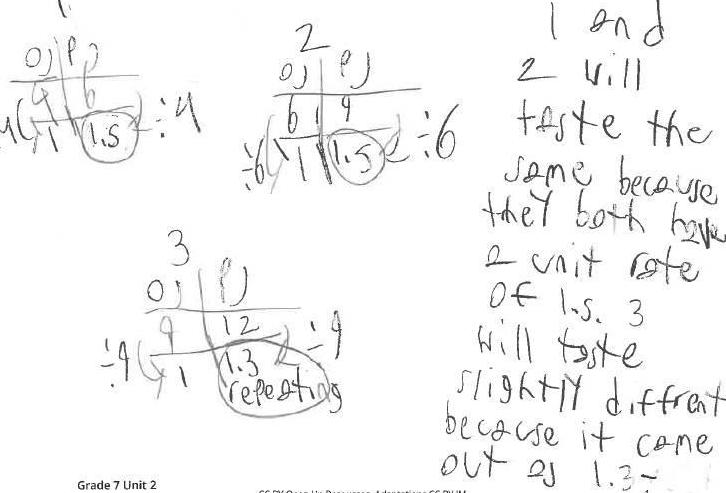 1.
OJ PJ
4 6
÷4
1 1.5
2
OJ PJ
6 9
÷6 ÷6
1 1.5
3
OJ PJ
9 12
÷9 ÷9
1 1.3
repeating
1 and
2 will
taste the
same because
they both have
a unit rate
of 1.5. 3
will taste
slightly diffrent
because it came
out as 1.3-
Grade 7 Unit 2